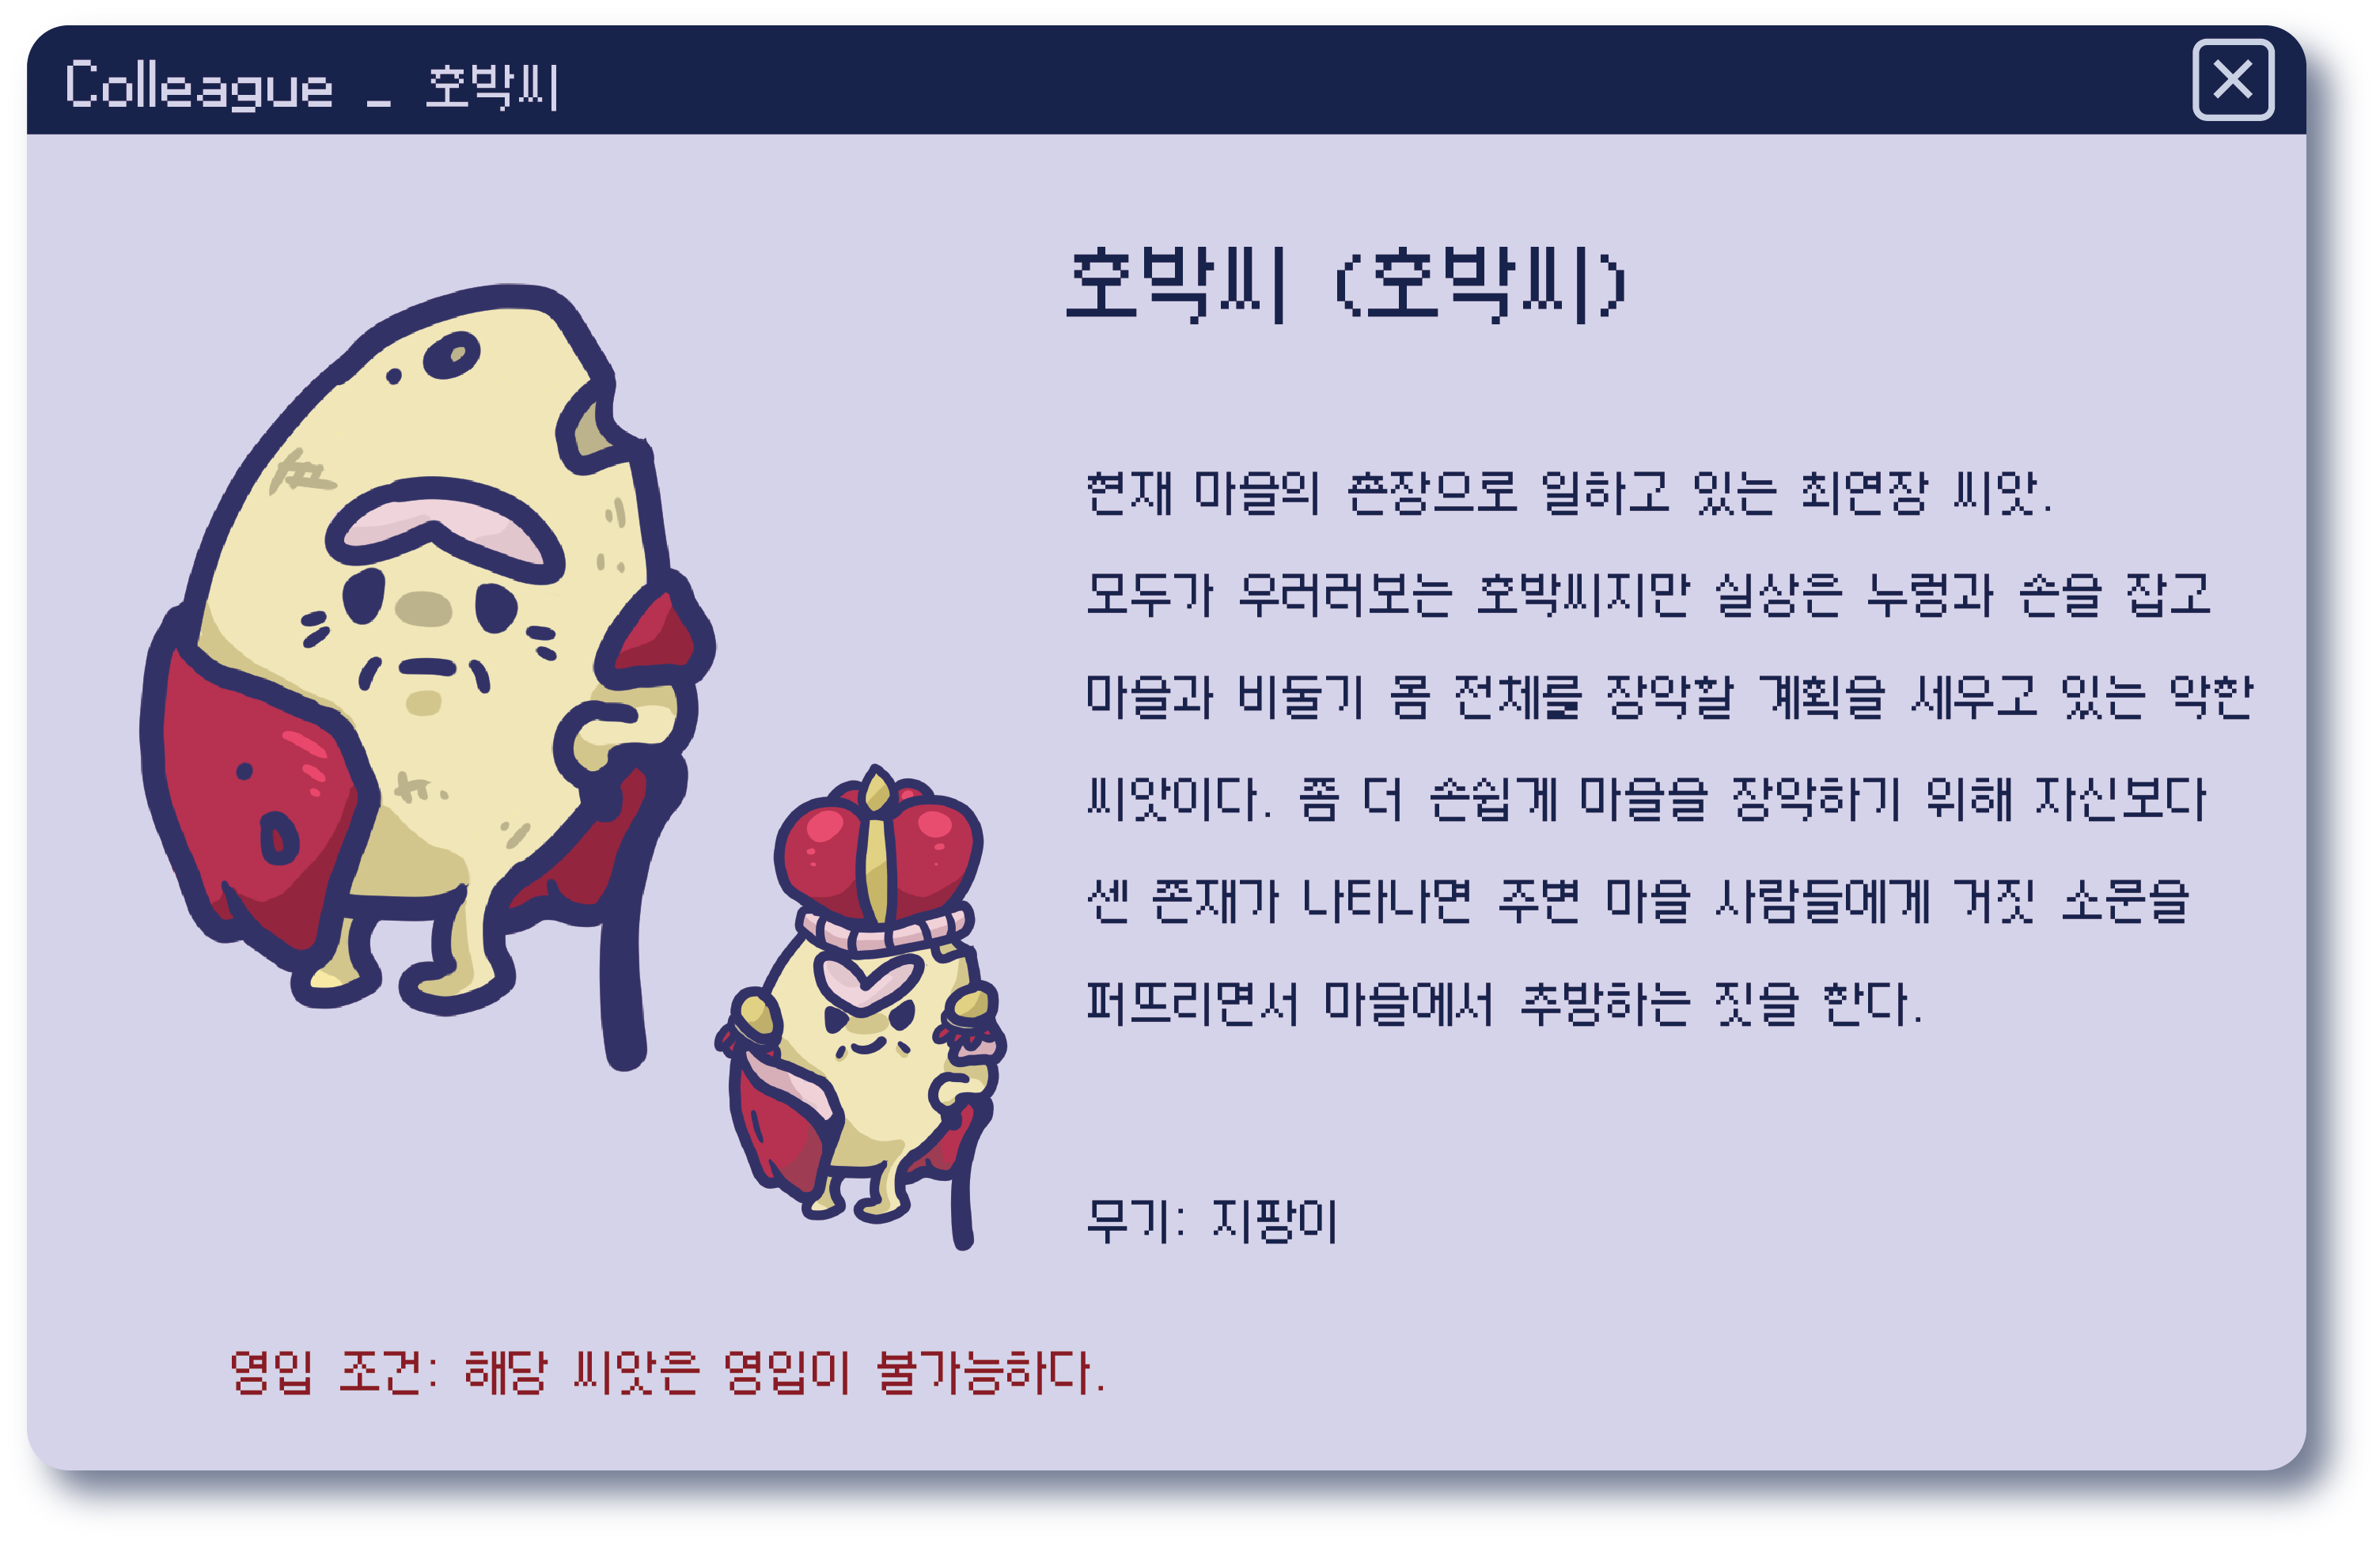 Colleague _ 호박씨
호박씨 (호박씨)
현재 마을의 촌장으로 일하고 있는 최연장 씨앗.
모두가 우러러보는 호박씨지만 실상은 누렁과 손을 잡고
마을과 비둘기 몸 전체를 장악할 계획을 세우고 있는 악한
씨앗이다. 좀 더 손쉽게 마을을 장악하기 위해 자신보다
센 존재가 나타나면 주변 마을 사람들에게 거짓 소문을
퍼뜨리면서 마을에서 추방하는 짓을 한다.
무기: 지팡이
영입 조건: 해당 씨앗은 영입이 불가능하다.